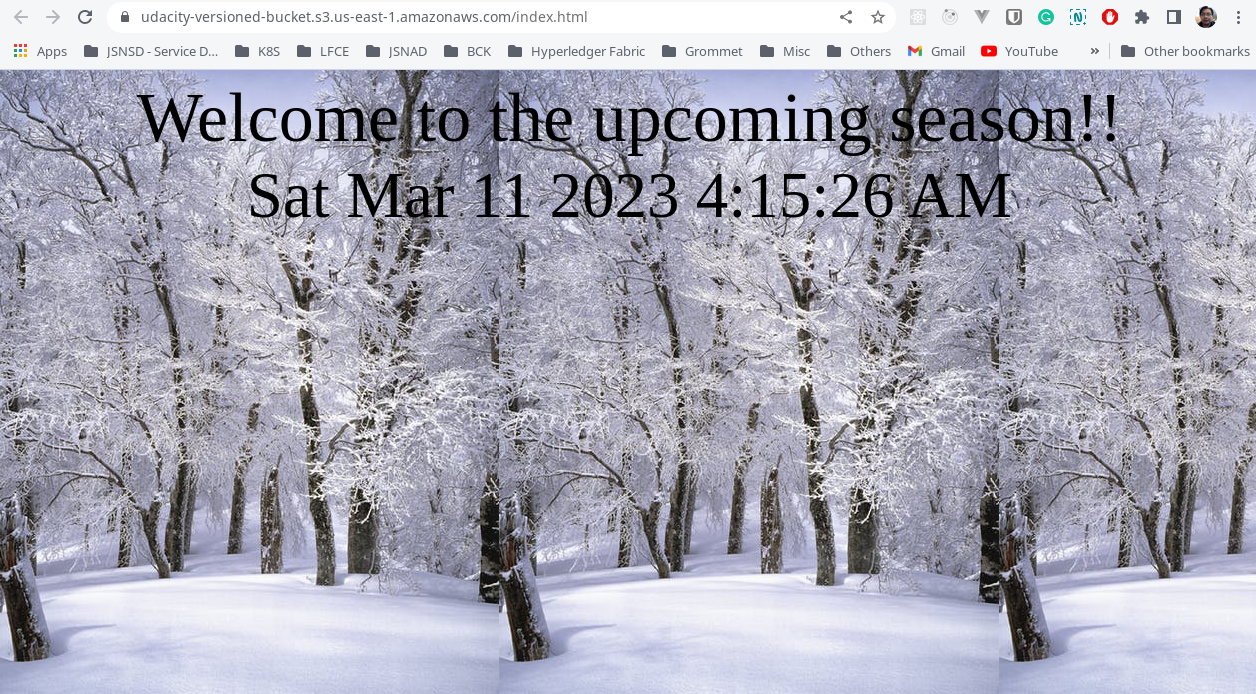 udacity-versioned-bucket.s3.us-east-1.amazonaws.com/index.html
Apps JSNSD - Service D... K8S LFCE JSNAD BCK Hyperledger Fabric Grommet Misc Others Gmail YouTube » Other bookmarks
Welcome to the upcoming season!!
Sat Mar 11 2023 4:15:26 AM